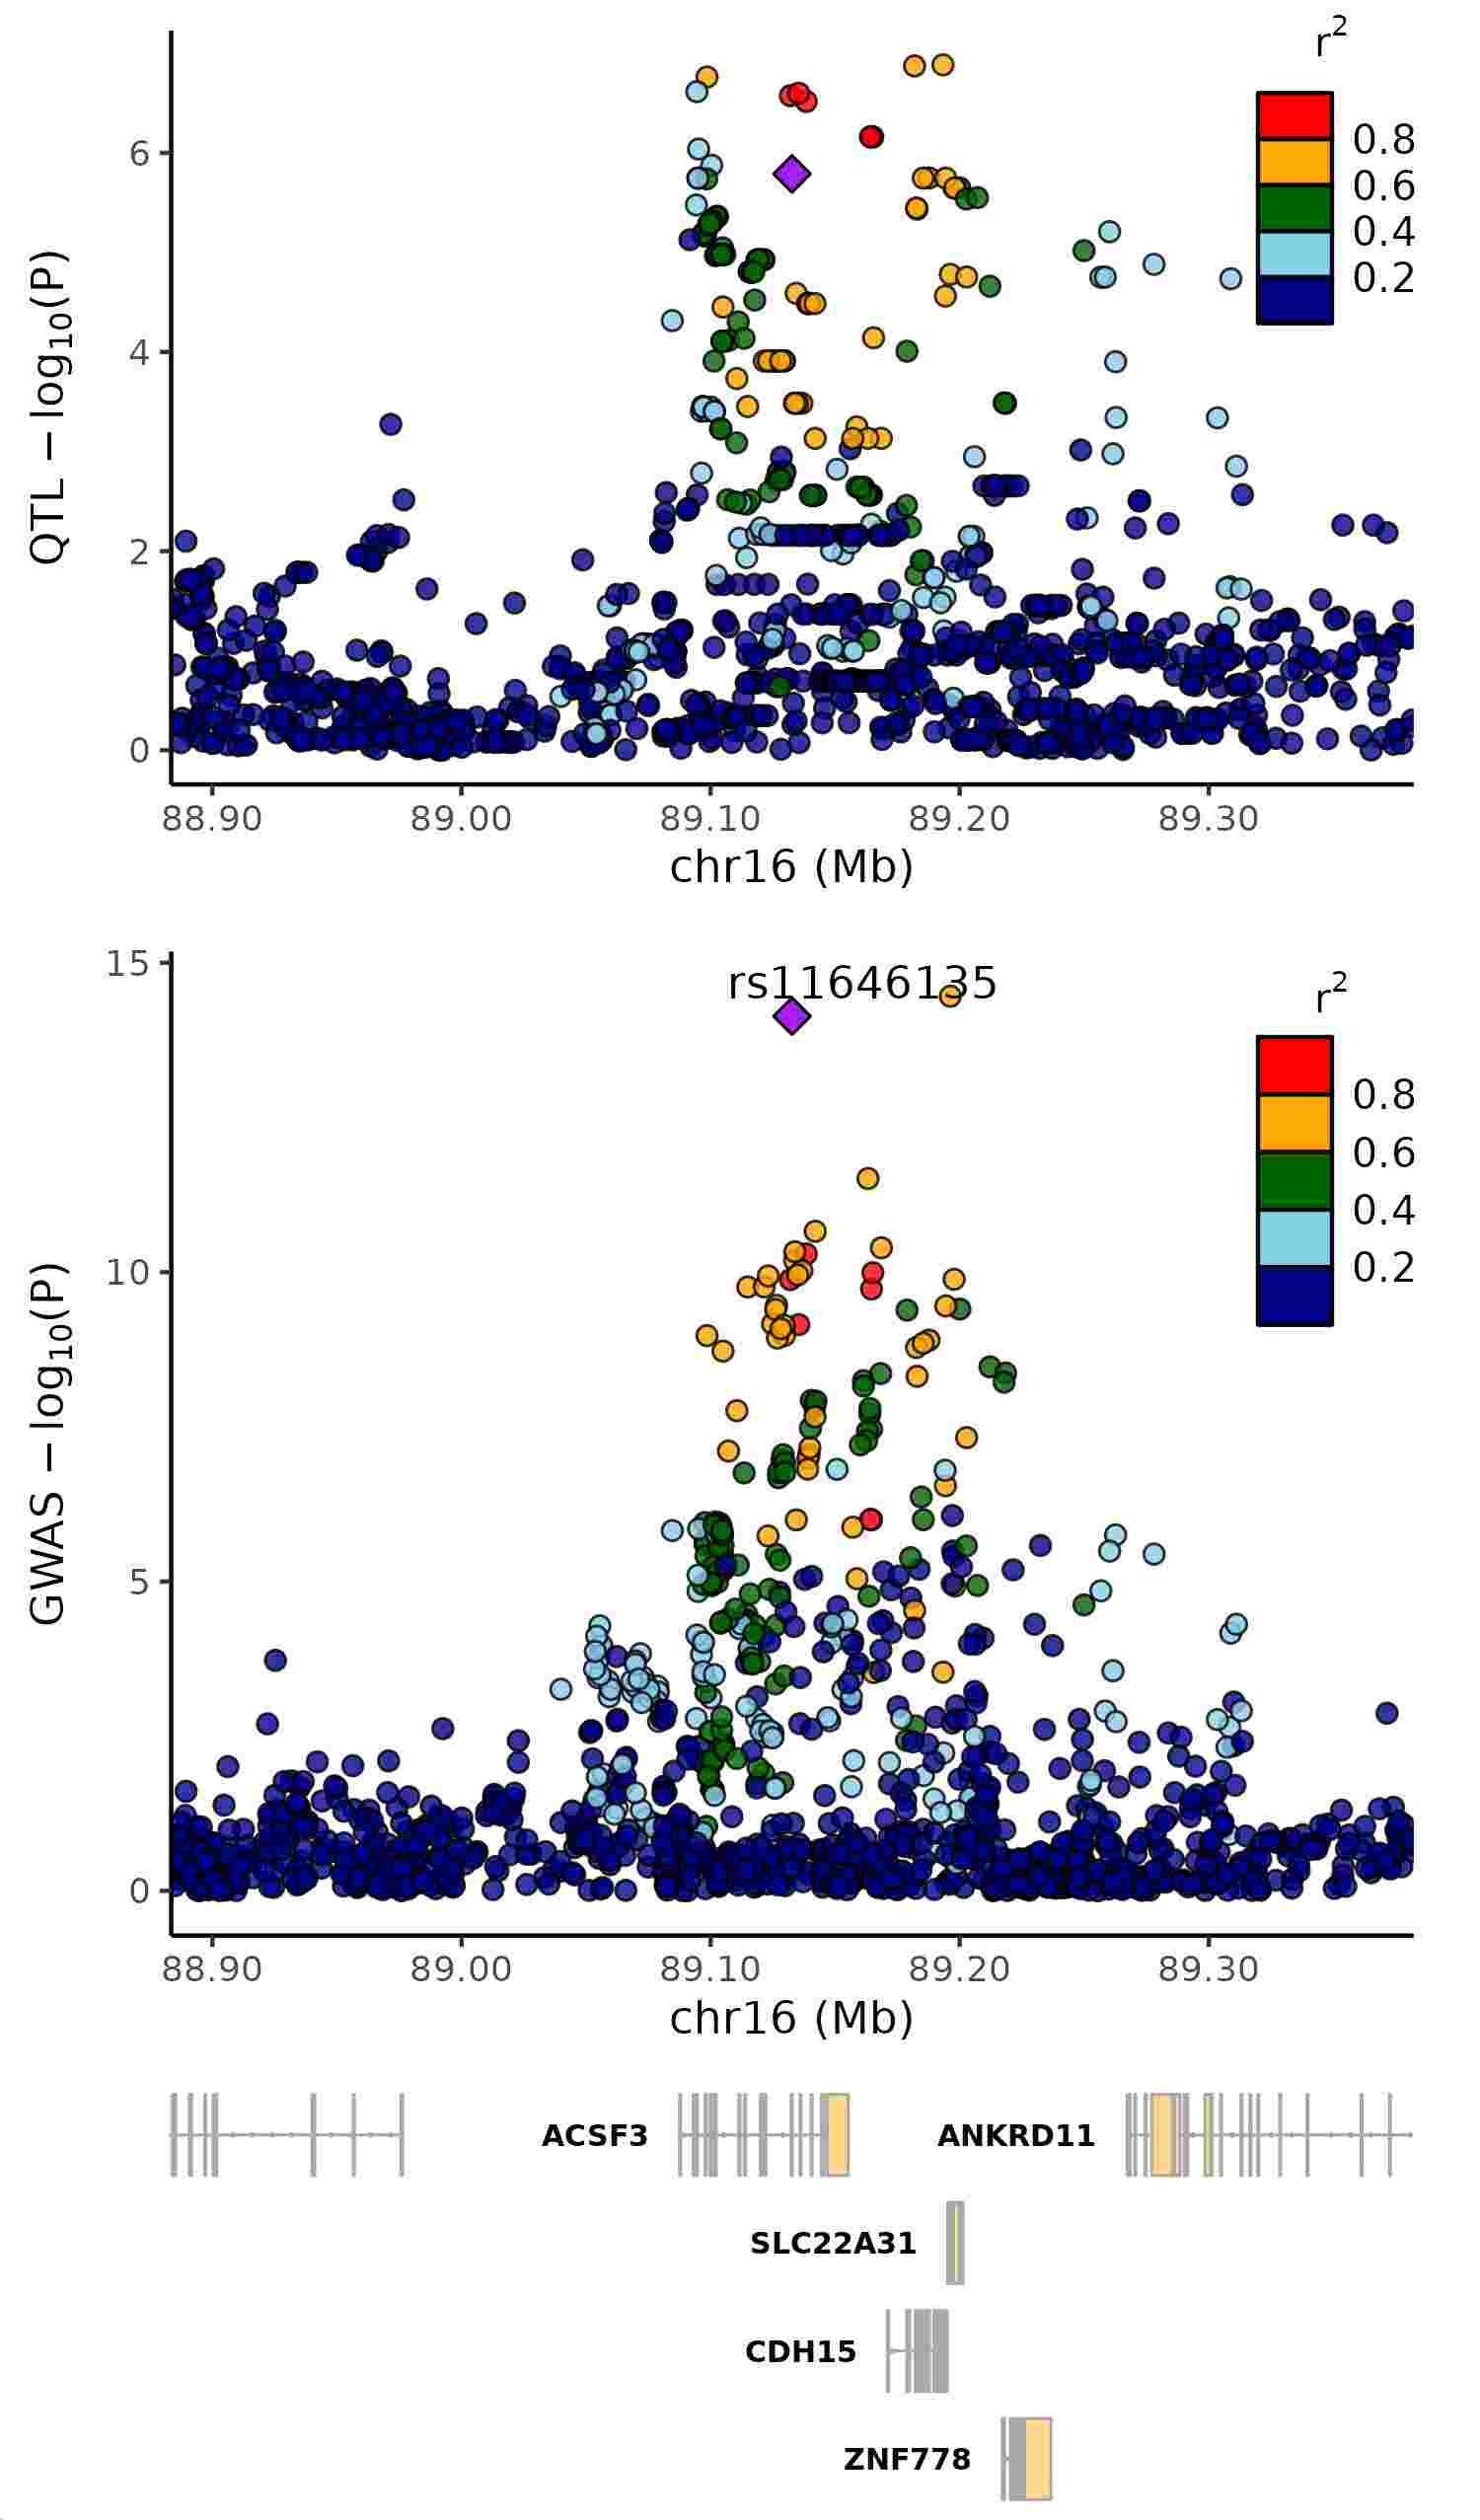 r²
0.8
0.6
0.4
0.2
6
4
2
0
QTL −log₁₀(P)
88.90 89.00 89.10 89.20 89.30
chr16 (Mb)
15
10
5
0
GWAS −log₁₀(P)
rs11646135
r²
0.8
0.6
0.4
0.2
88.90 89.00 89.10 89.20 89.30
chr16 (Mb)
ACSF3 ANKRD11
SLC22A31
CDH15
ZNF778